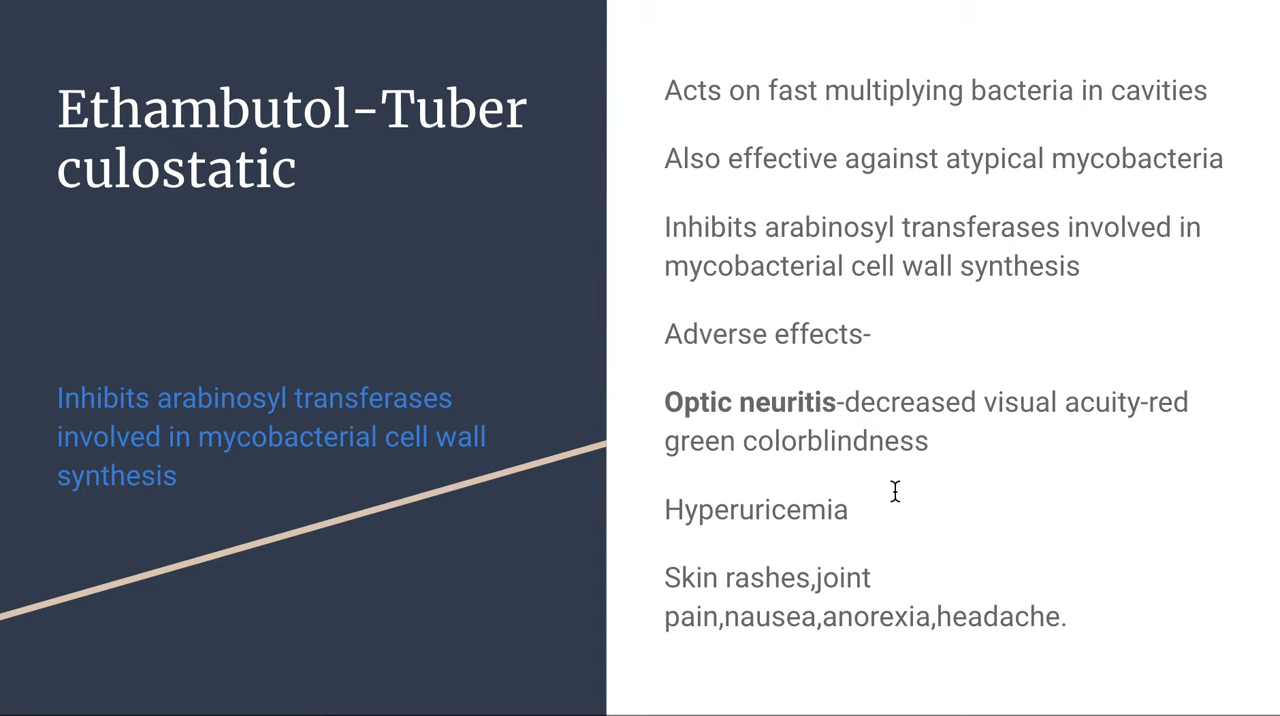 Ethambutol-Tuber
culostatic
Inhibits arabinosyl transferases
involved in mycobacterial cell wall
synthesis
Acts on fast multiplying bacteria in cavities
Also effective against atypical mycobacteria
Inhibits arabinosyl transferases involved in
mycobacterial cell wall synthesis
Adverse effects-
Optic neuritis-decreased visual acuity-red
green colorblindness
Hyperuricemia
Skin rashes,joint
pain,nausea,anorexia,headache.